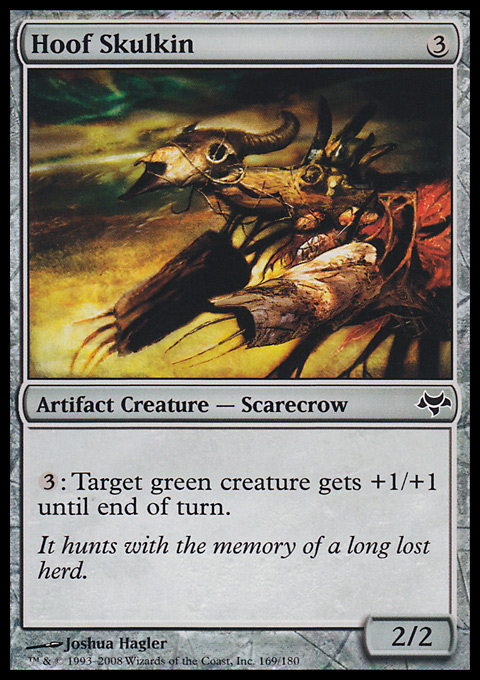 Hoof Skulkin 3
Artifact Creature — Scarecrow
3: Target green creature gets +1/+1
until end of turn.
It hunts with the memory of a long lost
herd.
Joshua Hagler
2/2
™ & © 1993–2008 Wizards of the Coast, Inc. 169/180